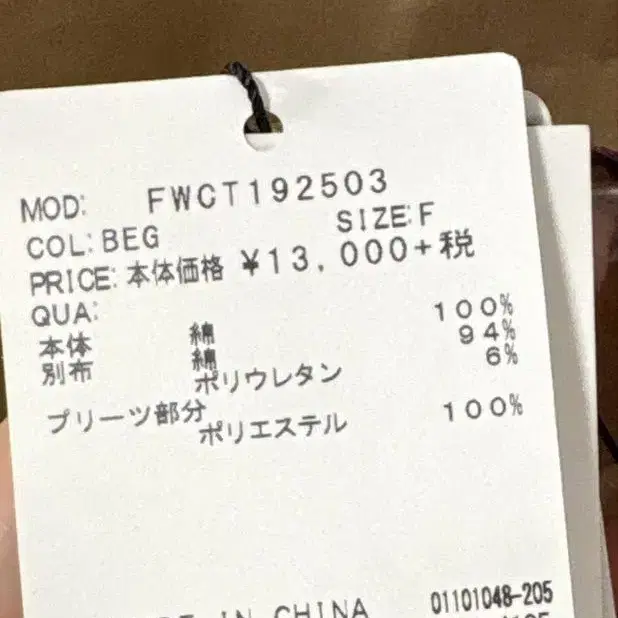 MOD: FWCT192503
COL:BEG SIZE:F
PRICE:本体価格 ¥13,000+税
QUA:
本体 綿 100%
別布 綿 94%
ポリウレタン 6%
プリーツ部分
ポリエステル 100%
IN CHINA 01101048-205